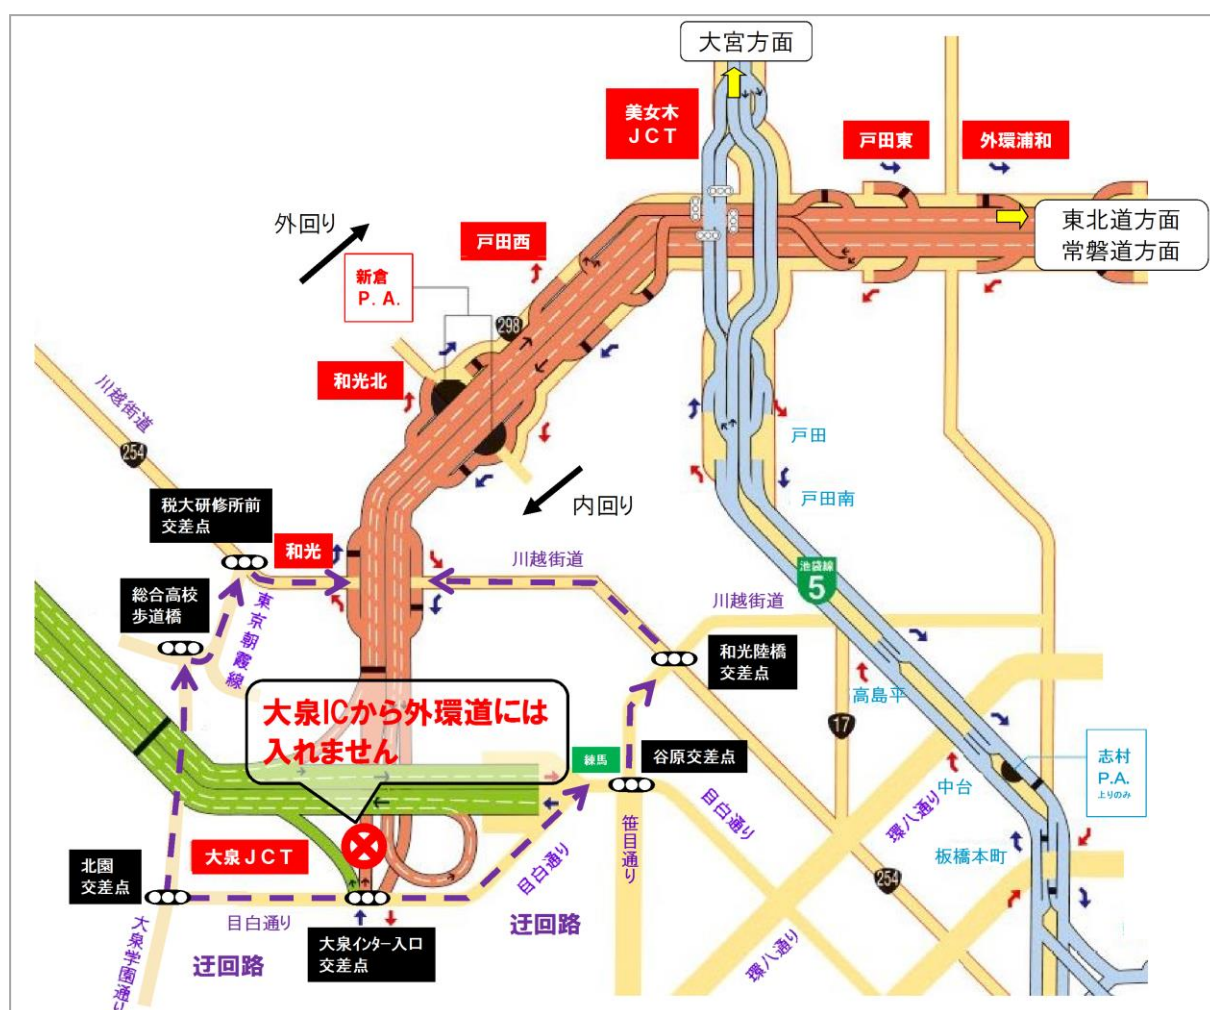 大宮方面
美女木
JCT
戸田東
外環浦和
東北道方面
常磐道方面
外回り
戸田西
新倉
P.A.
298
和光北
川越街道
254
内回り
戸田
戸田南
税大研修所前
交差点
和光
川越街道
池袋線
5
川越街道
総合高校
歩道橋
東京朝霞線
和光陸橋
交差点
高島平
17
大泉ICから外環道には
入れません
練馬
谷原交差点
中台
志村
P.A.
上りのみ
目白通り
環八通り
笹目通り
板橋本町
大泉JCT
北園
交差点
目白通り
254
目白通り
迂回路
大泉インター入口
交差点
迂回路
大泉学園通り
環八通り